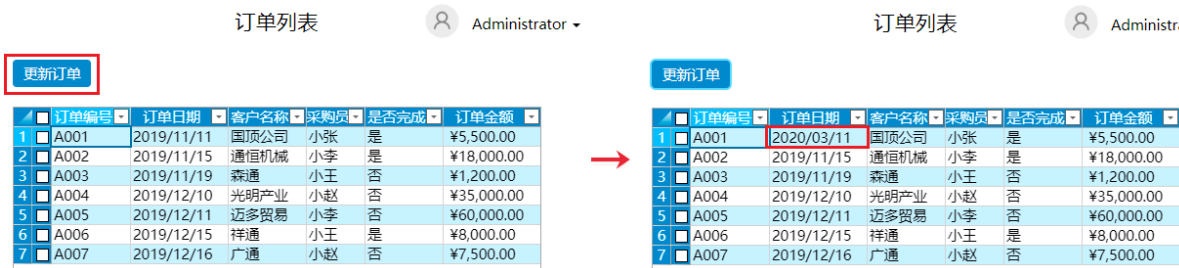 订单列表 Administrator
更新订单
订单编号 订单日期 客户名称 采购员 是否完成 订单金额
1 A001 2019/11/11 国顶公司 小张 是 ¥5,500.00
2 A002 2019/11/15 通恒机械 小李 是 ¥18,000.00
3 A003 2019/11/19 森通 小王 否 ¥1,200.00
4 A004 2019/12/10 光明产业 小赵 否 ¥35,000.00
5 A005 2019/12/11 迈多贸易 小李 否 ¥60,000.00
6 A006 2019/12/15 祥通 小王 是 ¥8,000.00
7 A007 2019/12/16 广通 小赵 否 ¥7,500.00
订单列表 Administra
更新订单
订单编号 订单日期 客户名称 采购员 是否完成 订单金额
1 A001 2020/03/11 国顶公司 小张 是 ¥5,500.00
2 A002 2019/11/15 通恒机械 小李 是 ¥18,000.00
3 A003 2019/11/19 森通 小王 否 ¥1,200.00
4 A004 2019/12/10 光明产业 小赵 否 ¥35,000.00
5 A005 2019/12/11 迈多贸易 小李 否 ¥60,000.00
6 A006 2019/12/15 祥通 小王 是 ¥8,000.00
7 A007 2019/12/16 广通 小赵 否 ¥7,500.00